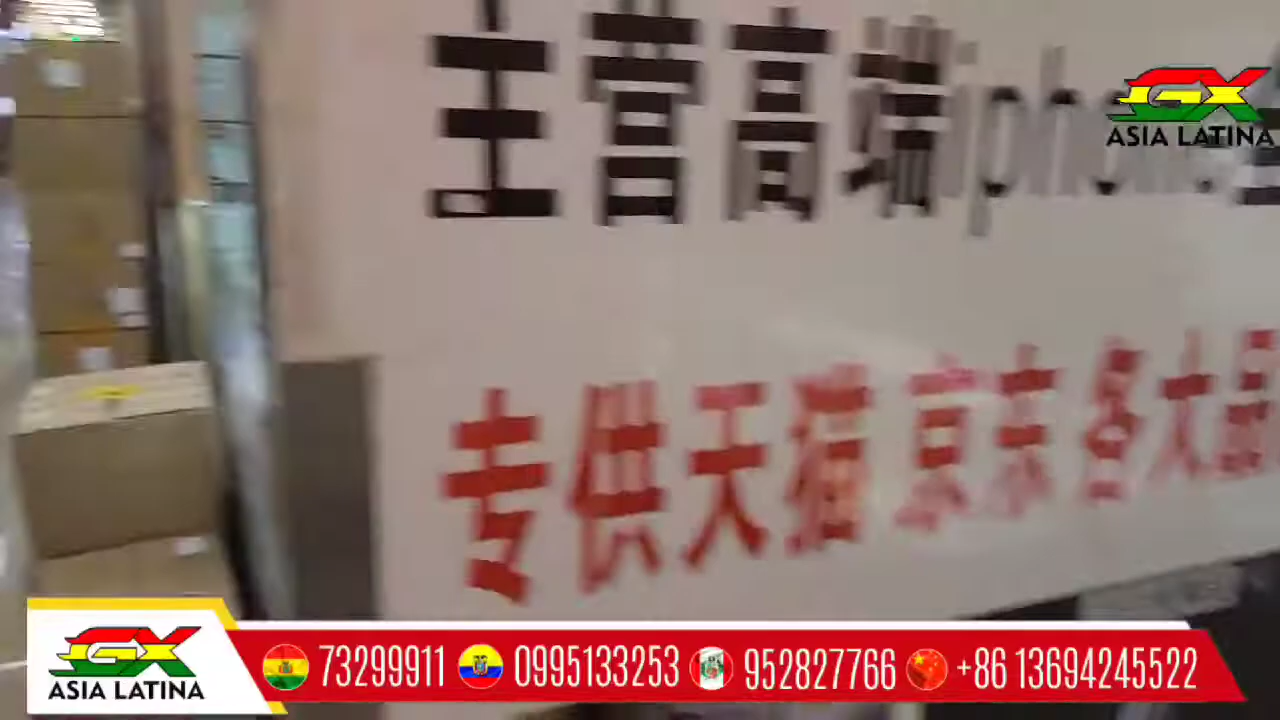 主营高端iphone
GX
ASIA LATINA
专供天猫 京东 各大品
GX
ASIA LATINA
73299911 0995133253 952827766 +86 13694245522